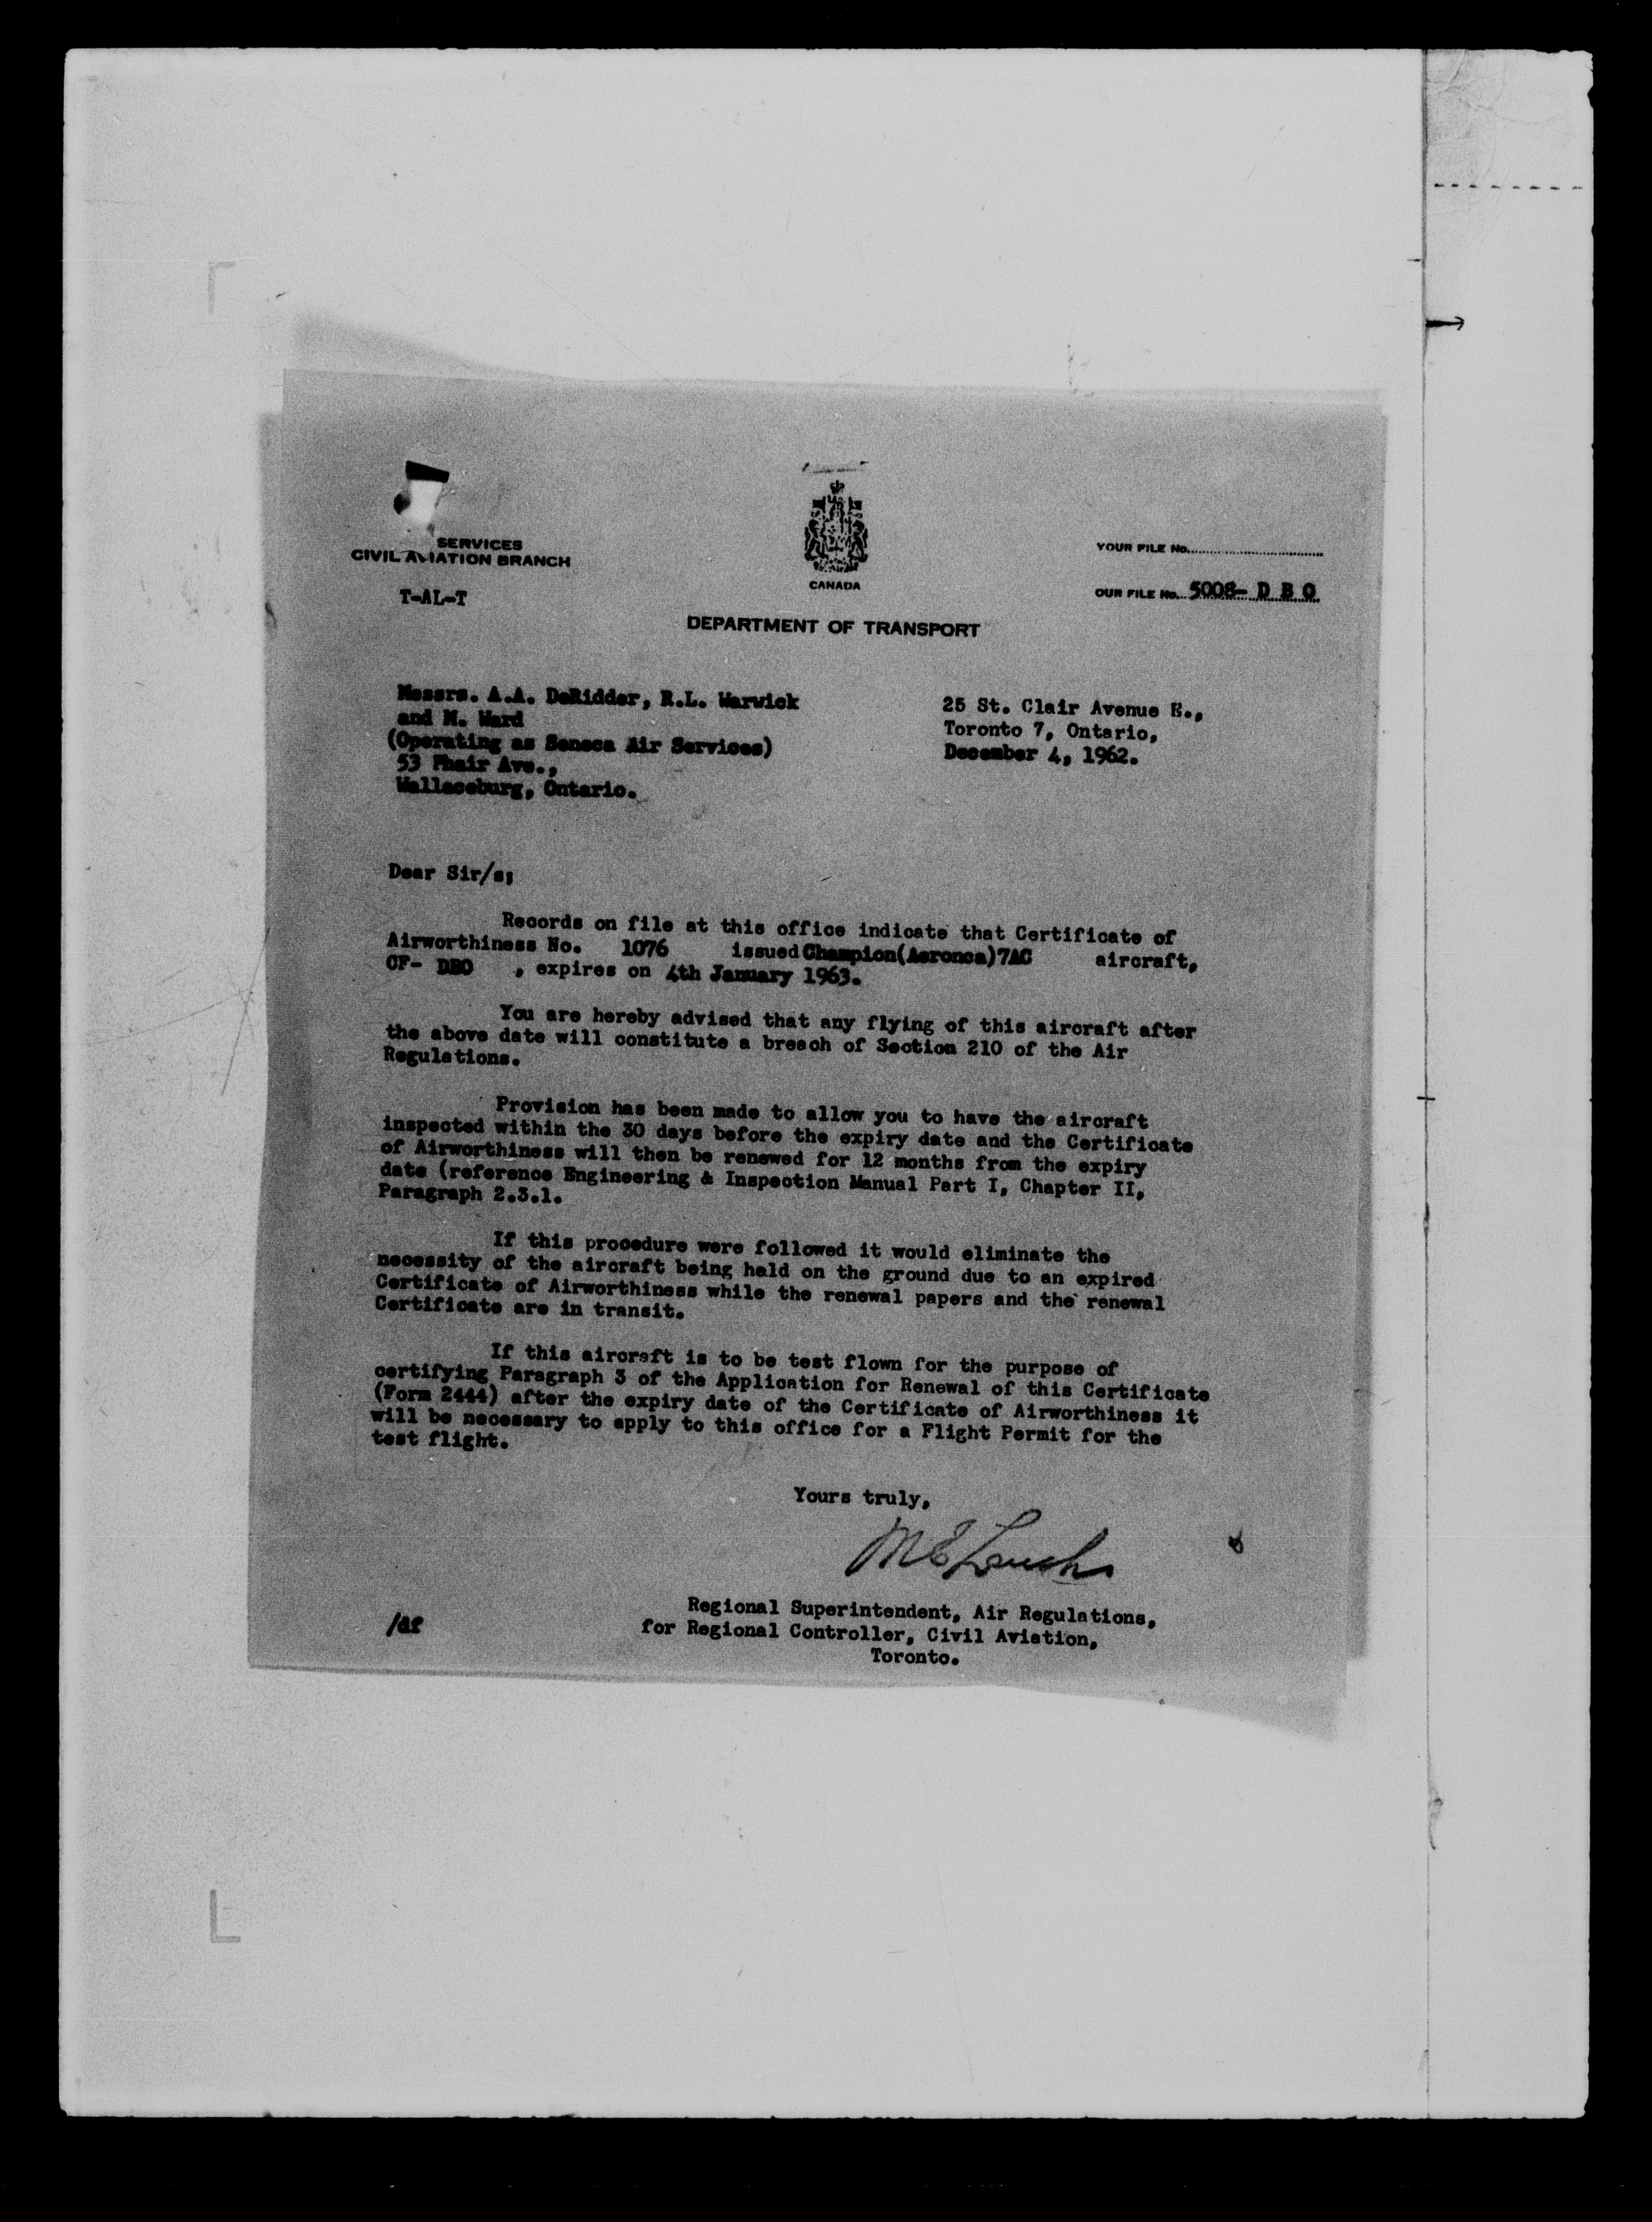 SERVICES
CIVIL AVIATION BRANCH
T-AL-T
CANADA
DEPARTMENT OF TRANSPORT
YOUR FILE No.
OUR FILE No. 5008- D B O
Messrs. A.A. DeRidder, R.L. Warwick
and M. Ward
(Operating as Seneca Air Services)
53 Phair Ave.,
Wallaceburg, Ontario.
25 St. Clair Avenue E.,
Toronto 7, Ontario,
December 4, 1962.
Dear Sir/s:
Records on file at this office indicate that Certificate of
Airworthiness No. 1076 issued Champion(Aeronca)7AC aircraft,
CF- DBO , expires on 4th January 1963.
You are hereby advised that any flying of this aircraft after
the above date will constitute a breach of Section 210 of the Air
Regulations.
Provision has been made to allow you to have the aircraft
inspected within the 30 days before the expiry date and the Certificate
of Airworthiness will then be renewed for 12 months from the expiry
date (reference Engineering & Inspection Manual Part I, Chapter II,
Paragraph 2.3.1.
If this procedure were followed it would eliminate the
necessity of the aircraft being held on the ground due to an expired
Certificate of Airworthiness while the renewal papers and the renewal
Certificate are in transit.
If this aircraft is to be test flown for the purpose of
certifying Paragraph 3 of the Application for Renewal of this Certificate
(Form 2444) after the expiry date of the Certificate of Airworthiness it
will be necessary to apply to this office for a Flight Permit for the
test flight.
Yours truly,
Regional Superintendent, Air Regulations,
for Regional Controller, Civil Aviation,
Toronto.
/df